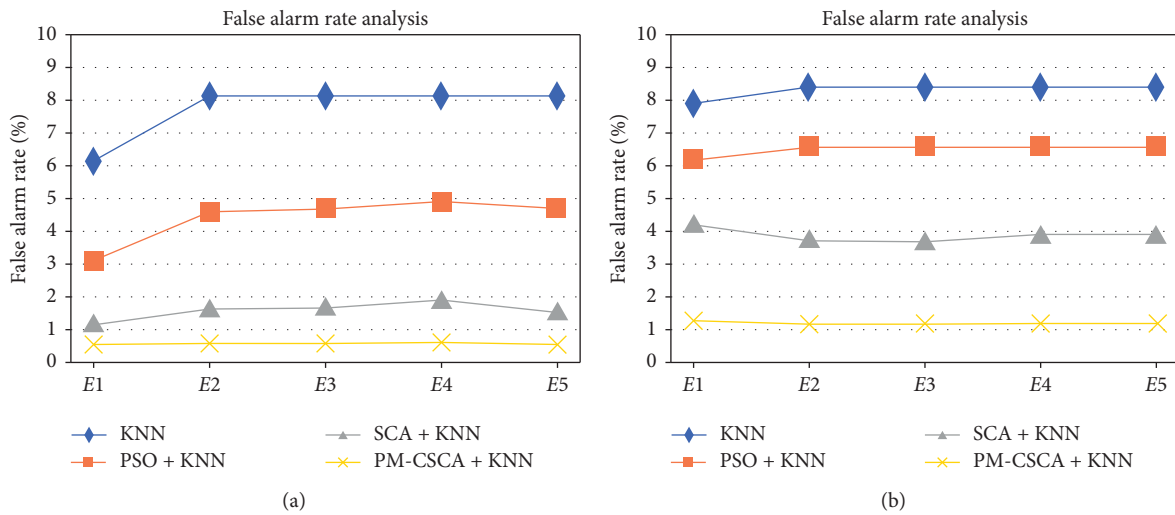 False alarm rate analysis
10
9
8
7
6
5
4
3
2
1
0
False alarm rate (%)
E1 E2 E3 E4 E5
KNN
SCA + KNN
PSO + KNN
PM-CSCA + KNN
(a)
False alarm rate analysis
10
9
8
7
6
5
4
3
2
1
0
False alarm rate (%)
E1 E2 E3 E4 E5
KNN
SCA + KNN
PSO + KNN
PM-CSCA + KNN
(b)